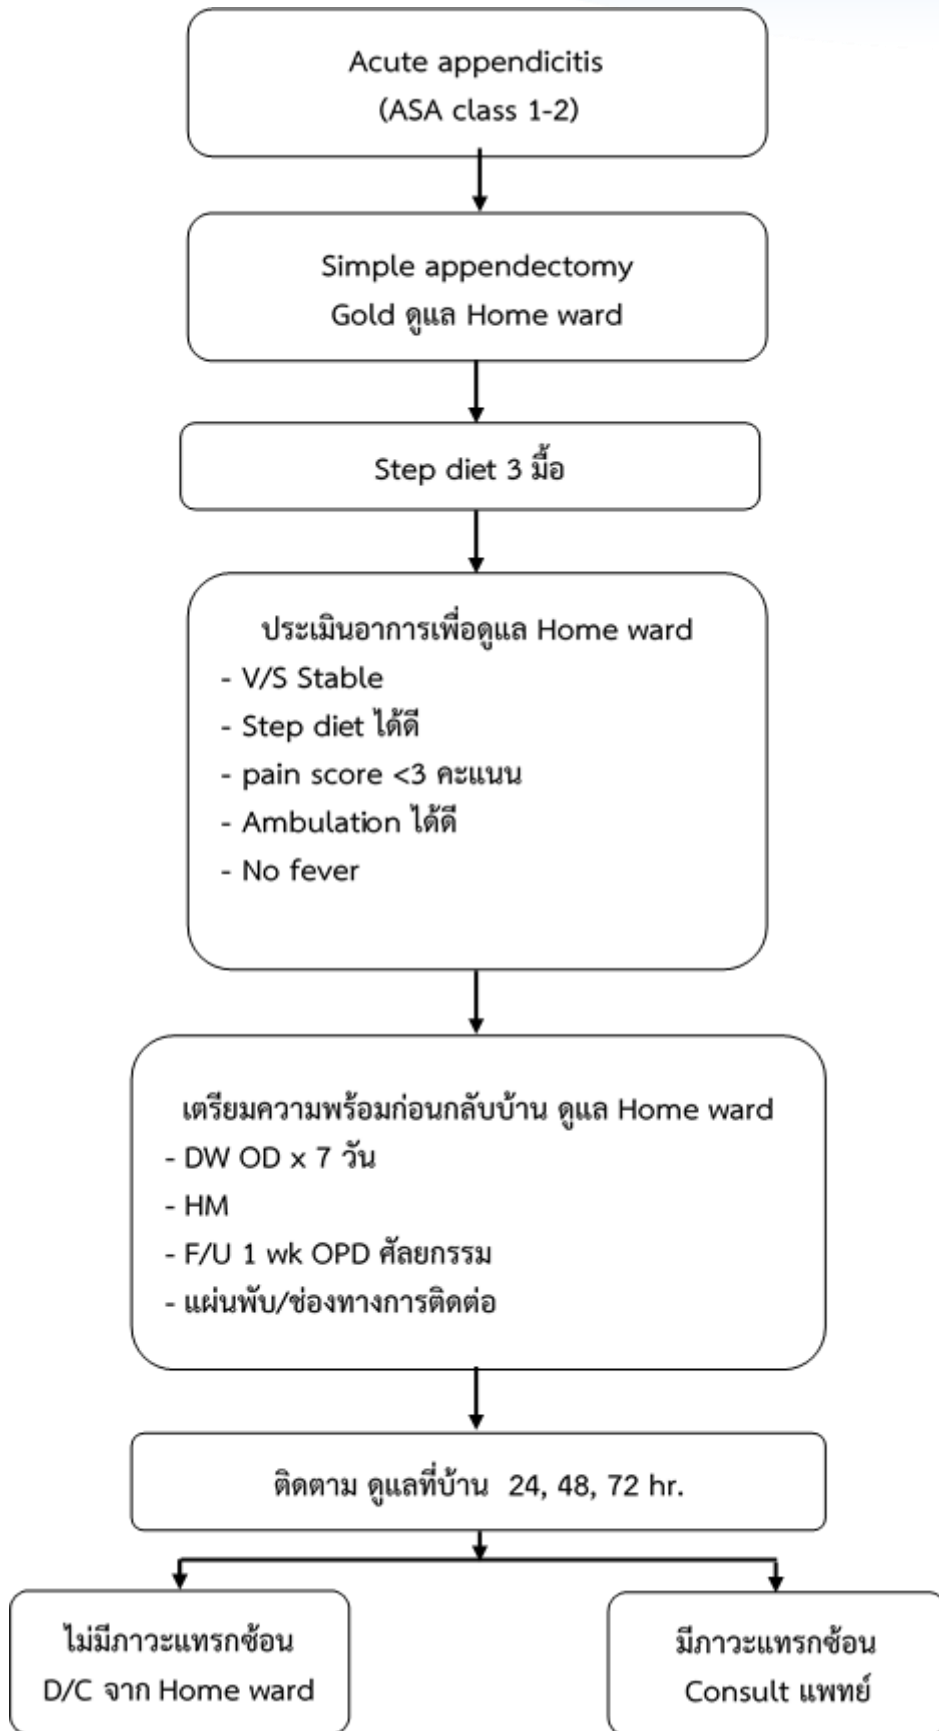 Acute appendicitis
(ASA class 1-2)
Simple appendectomy
Gold ดูแล Home ward
Step diet 3 มื้อ
ประเมินอาการเพื่อดูแล Home ward
- V/S Stable
- Step diet ได้ดี
- pain score <3 คะแนน
- Ambulation ได้ดี
- No fever
เตรียมความพร้อมก่อนกลับบ้าน ดูแล Home ward
- DW OD x 7 วัน
- HM
- F/U 1 wk OPD ศัลยกรรม
- แผ่นพับ/ช่องทางการติดต่อ
ติดตาม ดูแลที่บ้าน 24, 48, 72 hr.
ไม่มีภาวะแทรกซ้อน
D/C จาก Home ward
มีภาวะแทรกซ้อน
Consult แพทย์